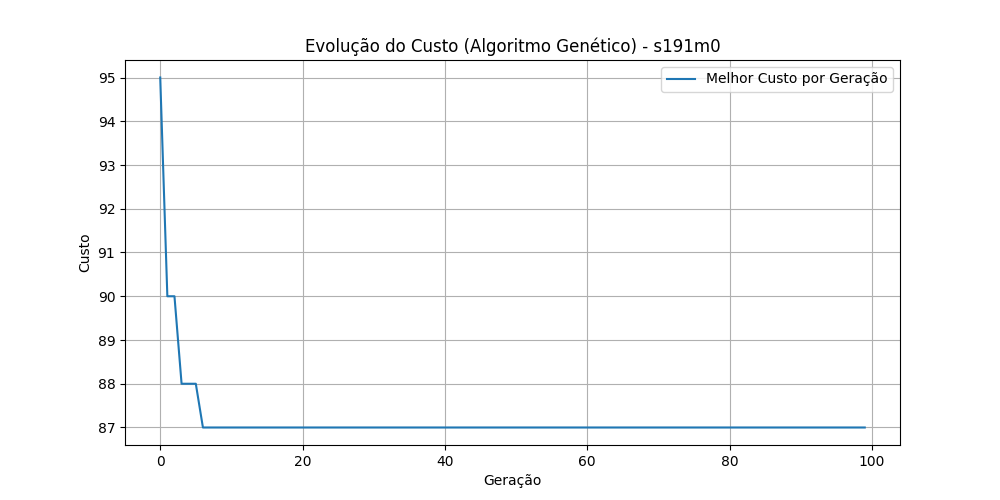 Evolução do Custo (Algoritmo Genético) - s191m0
Melhor Custo por Geração
Custo
95
94
93
92
91
90
89
88
87
0 20 40 60 80 100
Geração